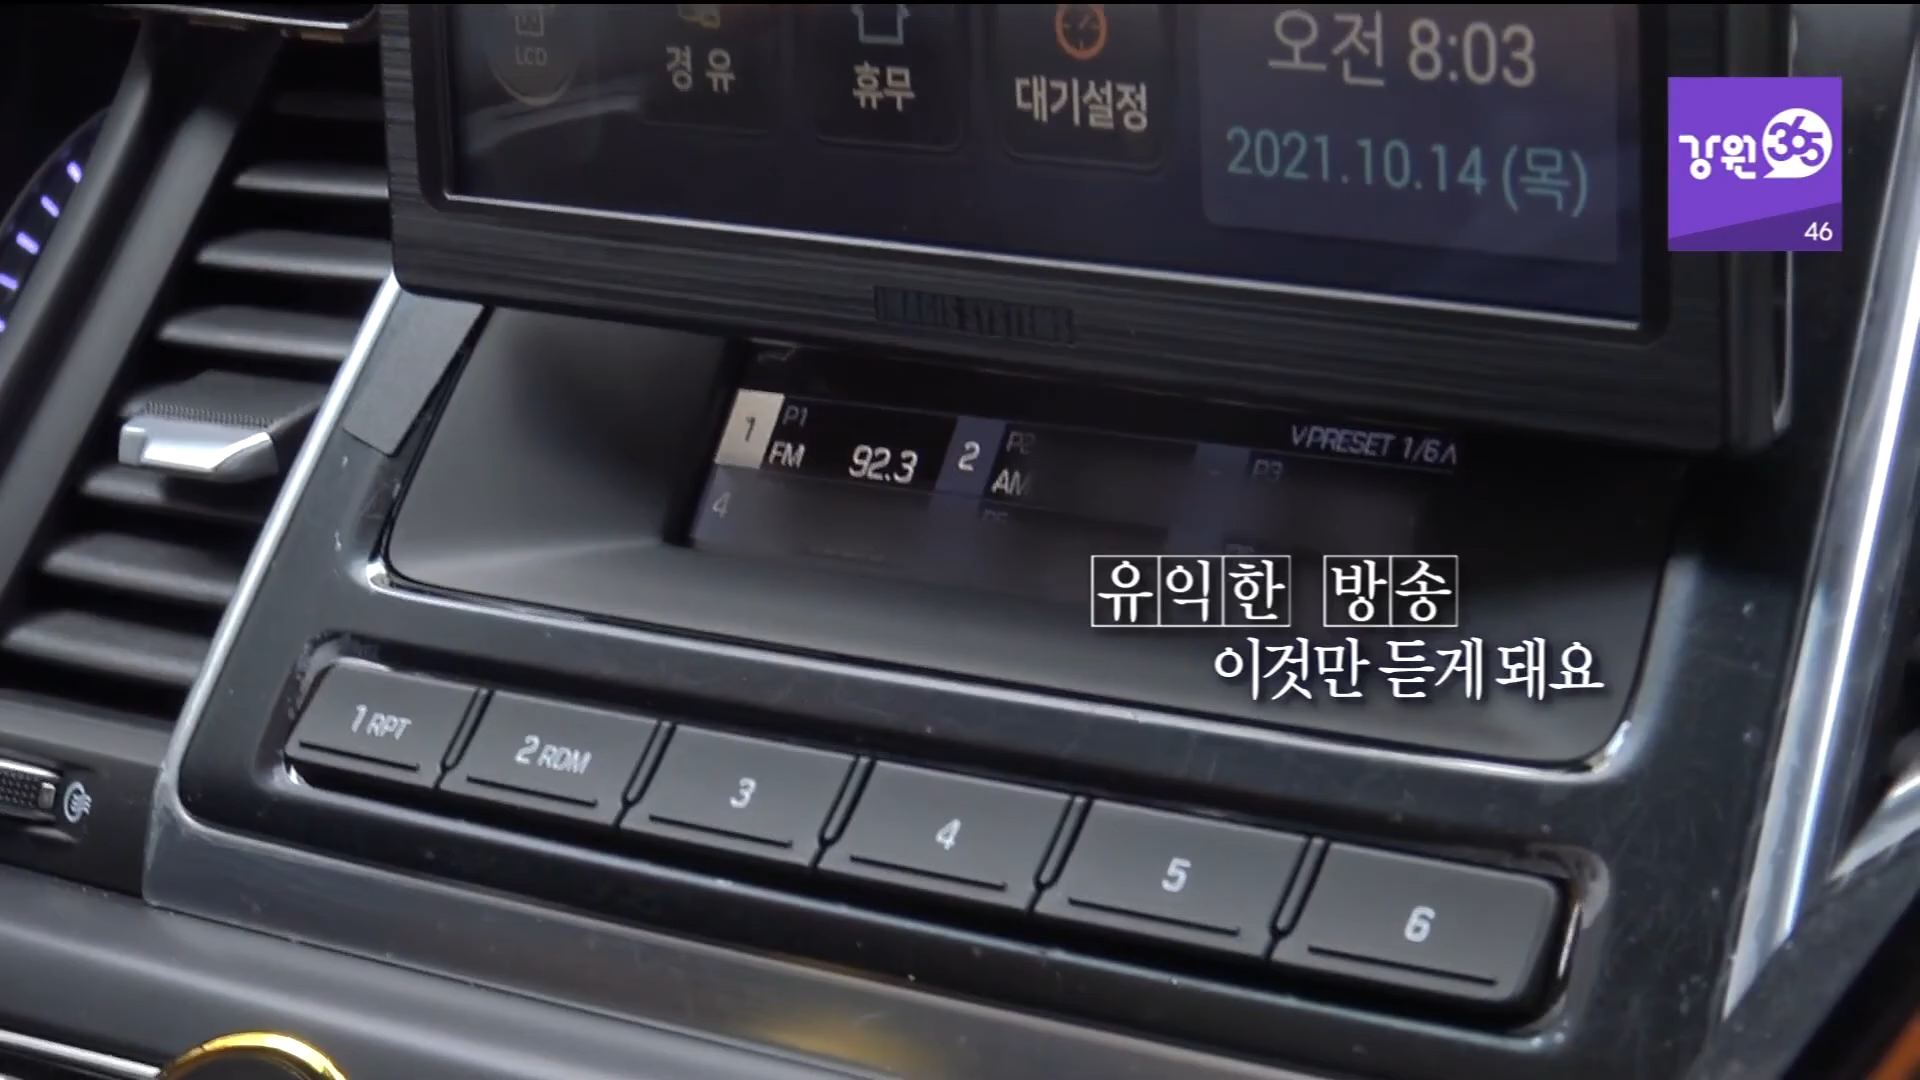 LCD
경유
휴무
대기설정
오전 8:03
2021.10.14 (목)
강원365
46
1 P1
FM 92.3
2 P2
AM
P3
VPRESET 1/6Λ
4
유익한 방송
이것만 듣게 돼요
1 RPT
2 RDM
3
4
5
6